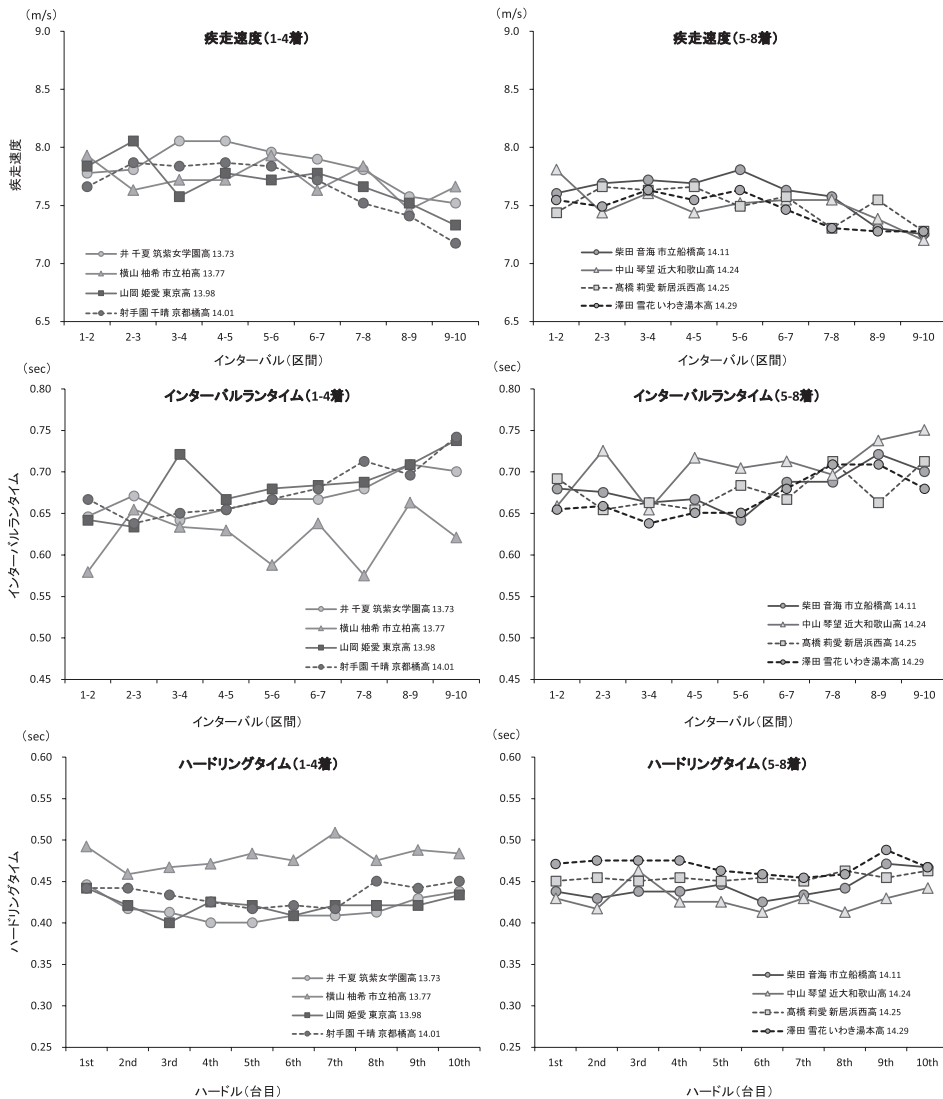 （m/s）
疾走速度（1-4着）
9.0
8.5
8.0
7.5
7.0
6.5
疾走速度
井 千夏 筑紫女学園高 13.73
横山 柚希 市立柏高 13.77
山岡 姫愛 東京高 13.98
射手園 千晴 京都橘高 14.01
1-2 2-3 3-4 4-5 5-6 6-7 7-8 8-9 9-10
インターバル（区間）
（m/s）
疾走速度（5-8着）
9.0
8.5
8.0
7.5
7.0
6.5
柴田 音海 市立船橋高 14.11
中山 琴望 近大和歌山高 14.24
髙橋 莉愛 新居浜西高 14.25
澤田 雪花 いわき湯本高 14.29
1-2 2-3 3-4 4-5 5-6 6-7 7-8 8-9 9-10
インターバル（区間）
（sec）
インターバルランタイム（1-4着）
0.80
0.75
0.70
0.65
0.60
0.55
0.50
0.45
インターバルランタイム
井 千夏 筑紫女学園高 13.73
横山 柚希 市立柏高 13.77
山岡 姫愛 東京高 13.98
射手園 千晴 京都橘高 14.01
1-2 2-3 3-4 4-5 5-6 6-7 7-8 8-9 9-10
インターバル（区間）
（sec）
インターバルランタイム（5-8着）
0.80
0.75
0.70
0.65
0.60
0.55
0.50
0.45
柴田 音海 市立船橋高 14.11
中山 琴望 近大和歌山高 14.24
髙橋 莉愛 新居浜西高 14.25
澤田 雪花 いわき湯本高 14.29
1-2 2-3 3-4 4-5 5-6 6-7 7-8 8-9 9-10
インターバル（区間）
（sec）
ハードリングタイム（1-4着）
0.60
0.55
0.50
0.45
0.40
0.35
0.30
0.25
ハードリングタイム
井 千夏 筑紫女学園高 13.73
横山 柚希 市立柏高 13.77
山岡 姫愛 東京高 13.98
射手園 千晴 京都橘高 14.01
1st 2nd 3rd 4th 5th 6th 7th 8th 9th 10th
ハードル（台目）
（sec）
ハードリングタイム（5-8着）
0.60
0.55
0.50
0.45
0.40
0.35
0.30
0.25
柴田 音海 市立船橋高 14.11
中山 琴望 近大和歌山高 14.24
髙橋 莉愛 新居浜西高 14.25
澤田 雪花 いわき湯本高 14.29
1st 2nd 3rd 4th 5th 6th 7th 8th 9th 10th
ハードル（台目）